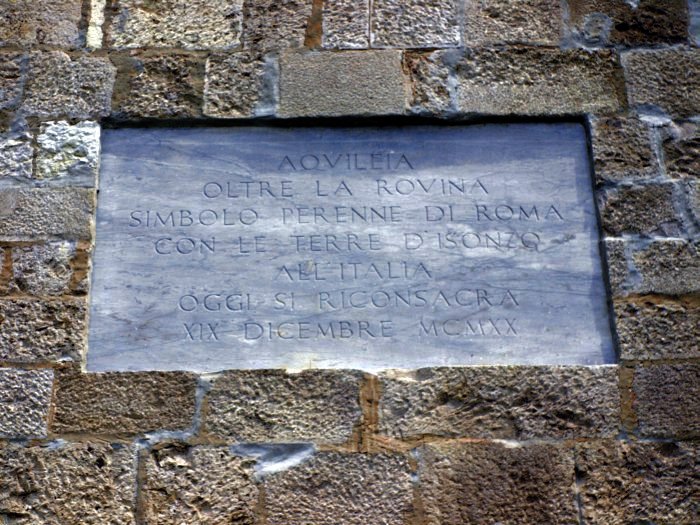 AQVILEIA
OLTRE LA ROVINA
SIMBOLO PERENNE DI ROMA
CON LE TERRE D'ISONZO
ALL'ITALIA
OGGI SI RICONSACRA
XIX DICEMBRE MCMXX